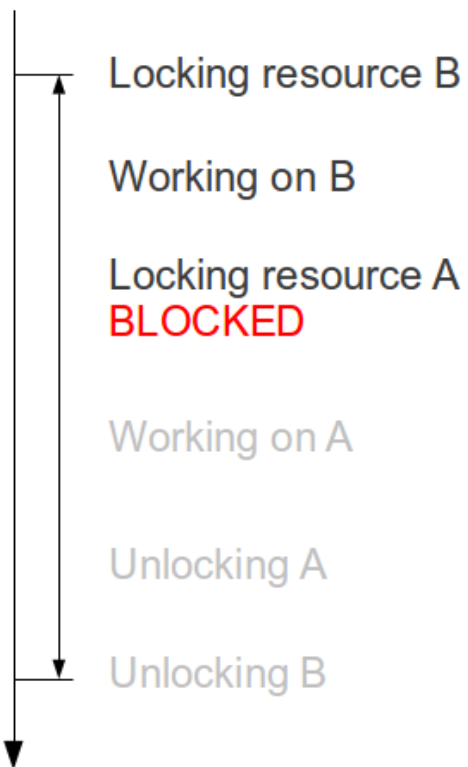 Locking resource B
Working on B
Locking resource A
BLOCKED
Working on A
Unlocking A
Unlocking B